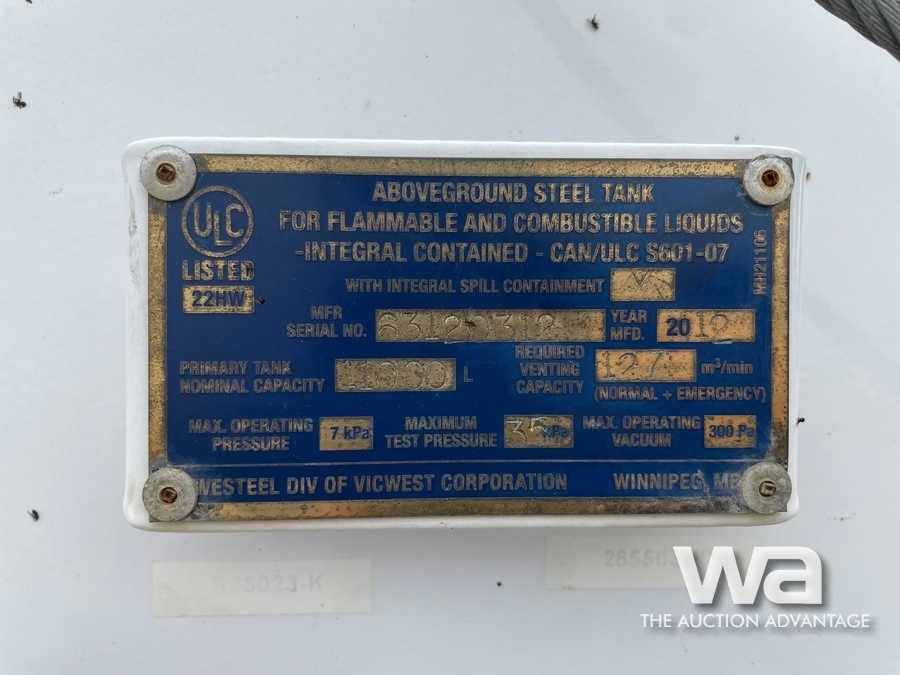 ABOVEGROUND STEEL TANK
FOR FLAMMABLE AND COMBUSTIBLE LIQUIDS
-INTEGRAL CONTAINED - CAN/ULC S601-07
ULC
LISTED
22HW
WITH INTEGRAL SPILL CONTAINMENT
MFR
SERIAL NO.
YEAR
MFD. 2012
PRIMARY TANK
NOMINAL CAPACITY L
REQUIRED
VENTING
CAPACITY m³/min
(NORMAL + EMERGENCY)
MAX. OPERATING
PRESSURE 7 kPa
MAXIMUM
TEST PRESSURE 35 kPa
MAX. OPERATING
VACUUM 300 Pa
WESTEEL DIV OF VICWEST CORPORATION WINNIPEG, MB
wa
THE AUCTION ADVANTAGE